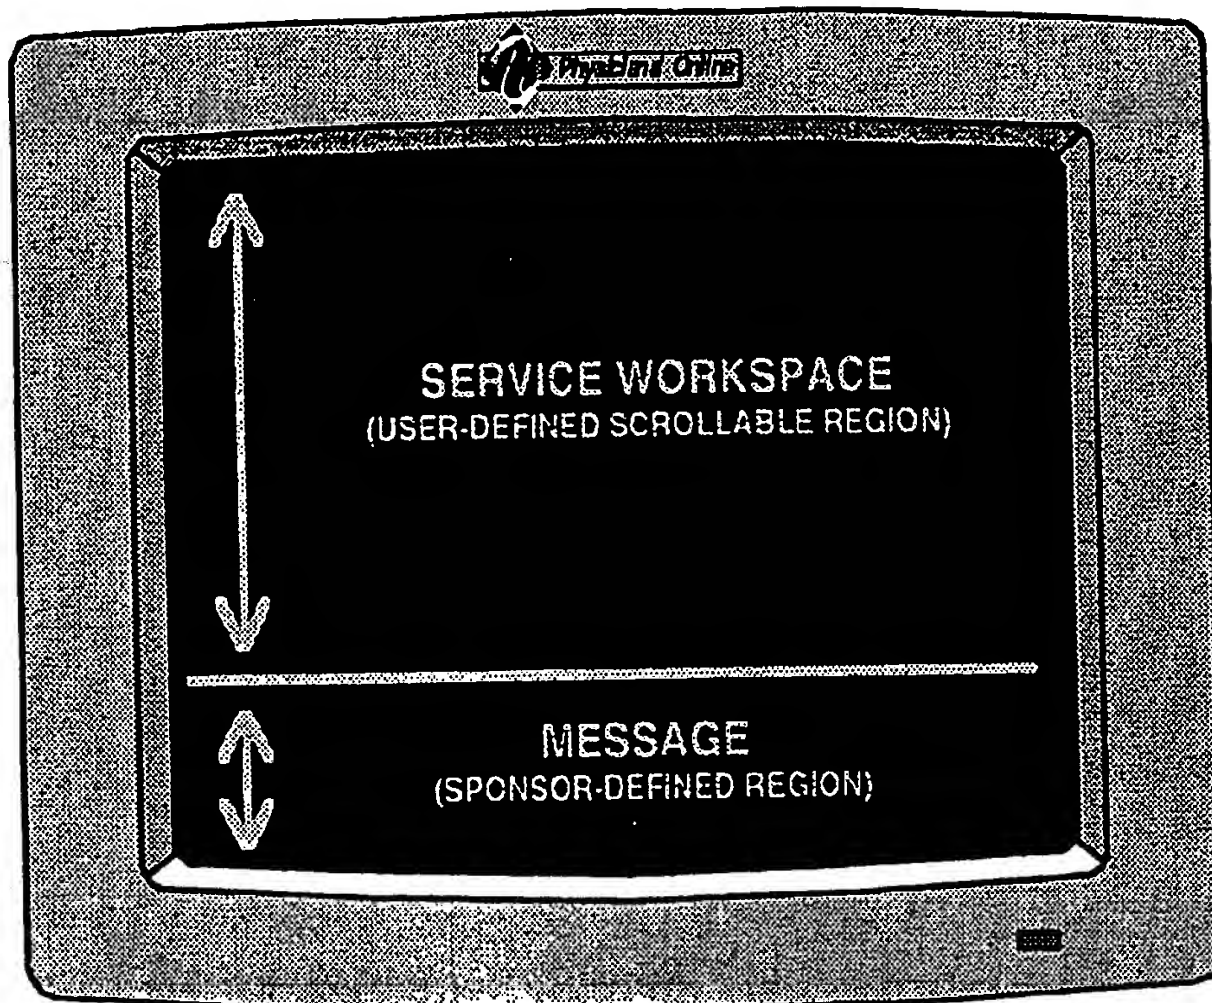 Physicians' Online
SERVICE WORKSPACE
(USER-DEFINED SCROLLABLE REGION)
MESSAGE
(SPONSOR-DEFINED REGION)